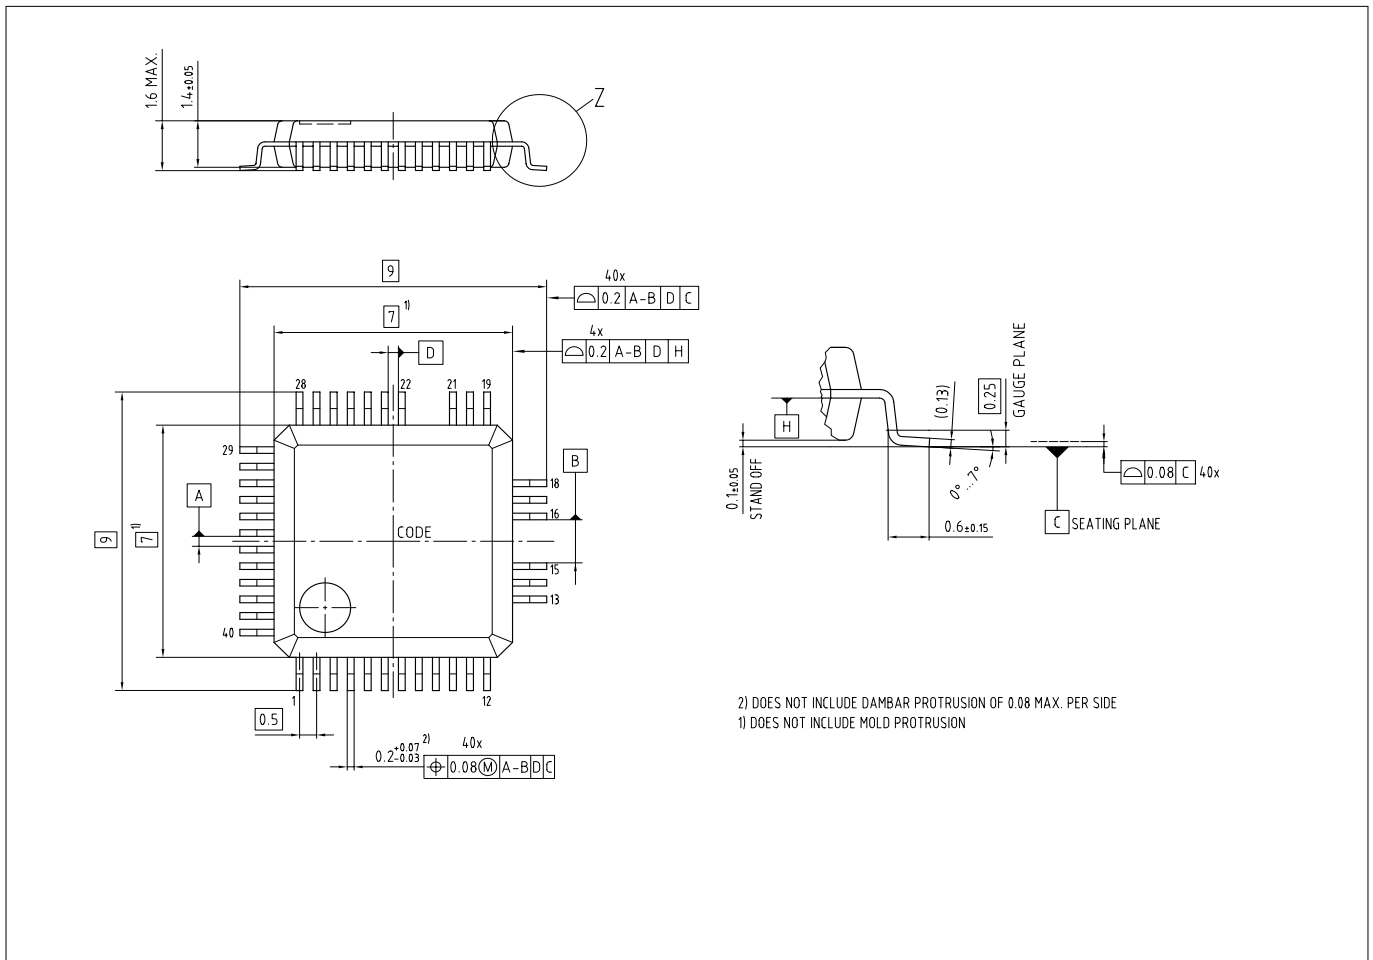 1.6 MAX.
1.4±0.05
Z
9
40x
0.2 A-B D C
7 1)
4x
0.2 A-B D H
D
28
22
21
19
29
A
B
18
16
CODE
9
7 1)
15
13
40
1
12
0.5
0.2 +0.07 -0.03 2)
40x
0.08 Ⓜ A-B D C
H
0.1±0.05
STAND OFF
(0.13)
0.25
GAUGE PLANE
0°...7°
0.6±0.15
0.08 C 40x
C SEATING PLANE
2) DOES NOT INCLUDE DAMBAR PROTRUSION OF 0.08 MAX. PER SIDE
1) DOES NOT INCLUDE MOLD PROTRUSION